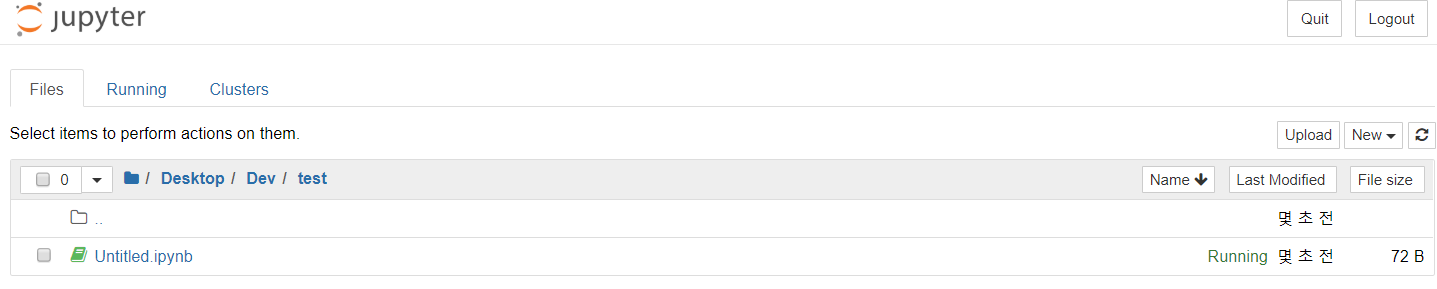 jupyter Quit Logout
Files Running Clusters
Select items to perform actions on them. Upload New
0 / Desktop / Dev / test Name Last Modified File size
.. 몇 초 전
Untitled.ipynb Running 몇 초 전 72 B